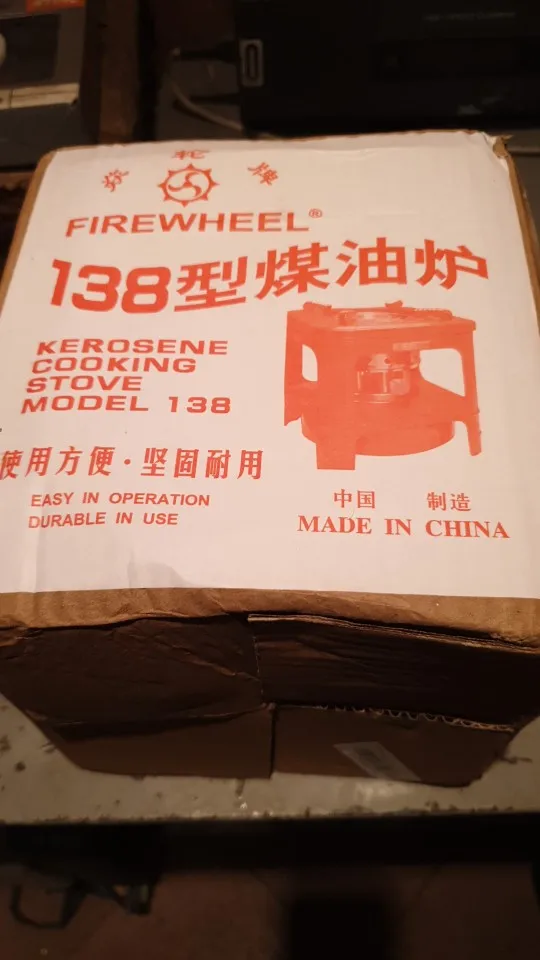 火轮牌
FIREWHEEL®
138型煤油炉
KEROSENE
COOKING
STOVE
MODEL 138
使用方便·坚固耐用
EASY IN OPERATION
DURABLE IN USE
中国 制造
MADE IN CHINA